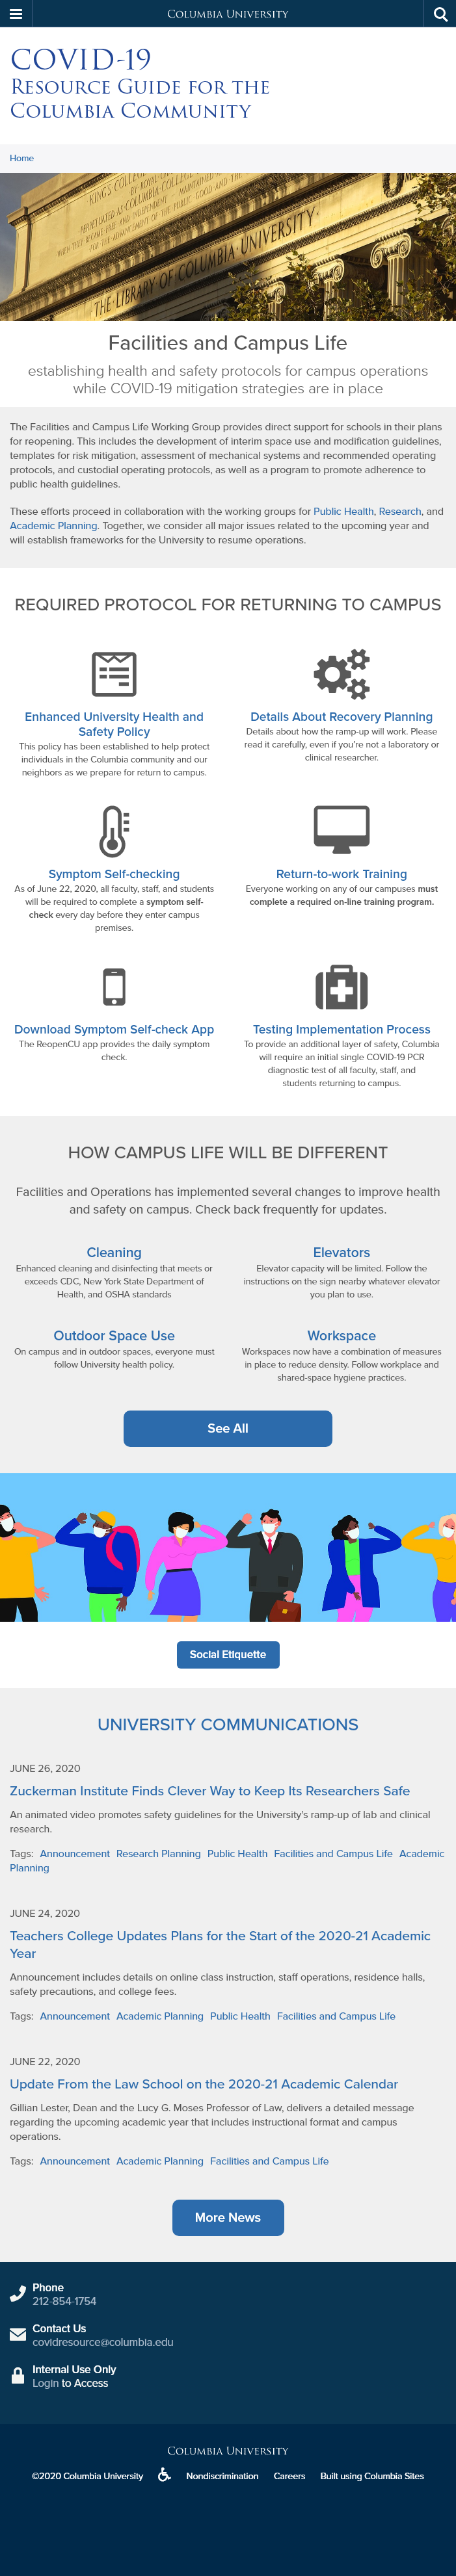 COLUMBIA UNIVERSITY
COVID-19
RESOURCE GUIDE FOR THE
COLUMBIA COMMUNITY
Home
KING'S COLLEGE
THE LIBRARY OF COLUMBIA UNIVERSITY
Facilities and Campus Life
establishing health and safety protocols for campus operations
while COVID-19 mitigation strategies are in place
The Facilities and Campus Life Working Group provides direct support for schools in their plans
for reopening. This includes the development of interim space use and modification guidelines,
templates for risk mitigation, assessment of mechanical systems and recommended operating
protocols, and custodial operating protocols, as well as a program to promote adherence to
public health guidelines.
These efforts proceed in collaboration with the working groups for Public Health, Research, and
Academic Planning. Together, we consider all major issues related to the upcoming year and
will establish frameworks for the University to resume operations.
REQUIRED PROTOCOL FOR RETURNING TO CAMPUS
Enhanced University Health and
Safety Policy
This policy has been established to help protect
individuals in the Columbia community and our
neighbors as we prepare for return to campus.
Details About Recovery Planning
Details about how the ramp-up will work. Please
read it carefully, even if you're not a laboratory or
clinical researcher.
Symptom Self-checking
As of June 22, 2020, all faculty, staff, and students
will be required to complete a symptom self-
check every day before they enter campus
premises.
Return-to-work Training
Everyone working on any of our campuses must
complete a required on-line training program.
Download Symptom Self-check App
The ReopenCU app provides the daily symptom
check.
Testing Implementation Process
To provide an additional layer of safety, Columbia
will require an initial single COVID-19 PCR
diagnostic test of all faculty, staff, and
students returning to campus.
HOW CAMPUS LIFE WILL BE DIFFERENT
Facilities and Operations has implemented several changes to improve health
and safety on campus. Check back frequently for updates.
Cleaning
Enhanced cleaning and disinfecting that meets or
exceeds CDC, New York State Department of
Health, and OSHA standards
Elevators
Elevator capacity will be limited. Follow the
instructions on the sign nearby whatever elevator
you plan to use.
Outdoor Space Use
On campus and in outdoor spaces, everyone must
follow University health policy.
Workspace
Workspaces now have a combination of measures
in place to reduce density. Follow workplace and
shared-space hygiene practices.
See All
Social Etiquette
UNIVERSITY COMMUNICATIONS
JUNE 26, 2020
Zuckerman Institute Finds Clever Way to Keep Its Researchers Safe
An animated video promotes safety guidelines for the University's ramp-up of lab and clinical
research.
Tags: Announcement Research Planning Public Health Facilities and Campus Life Academic
Planning
JUNE 24, 2020
Teachers College Updates Plans for the Start of the 2020-21 Academic
Year
Announcement includes details on online class instruction, staff operations, residence halls,
safety precautions, and college fees.
Tags: Announcement Academic Planning Public Health Facilities and Campus Life
JUNE 22, 2020
Update From the Law School on the 2020-21 Academic Calendar
Gillian Lester, Dean and the Lucy G. Moses Professor of Law, delivers a detailed message
regarding the upcoming academic year that includes instructional format and campus
operations.
Tags: Announcement Academic Planning Facilities and Campus Life
More News
Phone
212-854-1754
Contact Us
covidresource@columbia.edu
Internal Use Only
Login to Access
COLUMBIA UNIVERSITY
©2020 Columbia University Nondiscrimination Careers Built using Columbia Sites